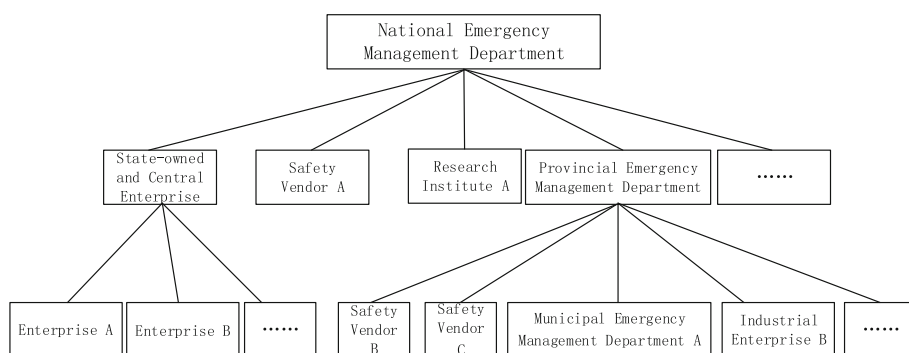 National Emergency
Management Department
State-owned
and Central
Enterprise
Safety
Vendor A
Research
Institute A
Provincial Emergency
Management Department
……
Enterprise A
Enterprise B
……
Safety
Vendor
B
Safety
Vendor
C
Municipal Emergency
Management Department A
Industrial
Enterprise B
……